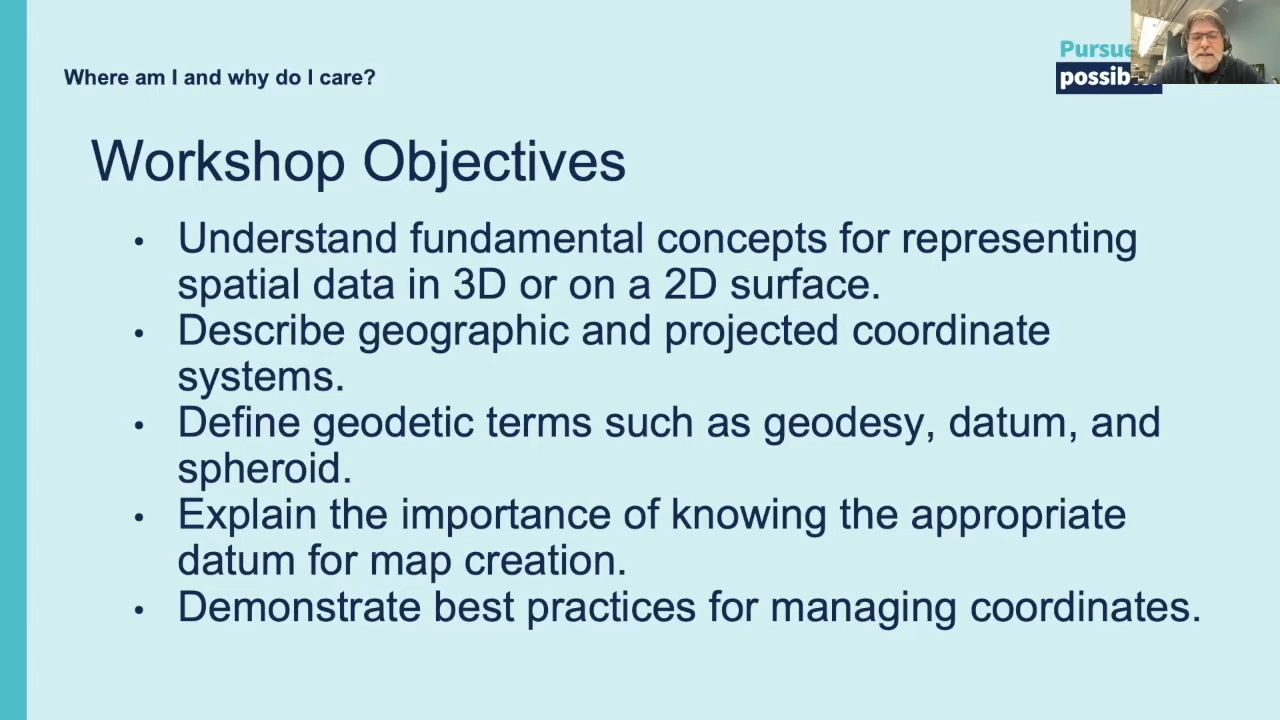 Where am I and why do I care?
Pursue
Workshop Objectives
• Understand fundamental concepts for representing
spatial data in 3D or on a 2D surface.
• Describe geographic and projected coordinate
systems.
• Define geodetic terms such as geodesy, datum, and
spheroid.
• Explain the importance of knowing the appropriate
datum for map creation.
• Demonstrate best practices for managing coordinates.